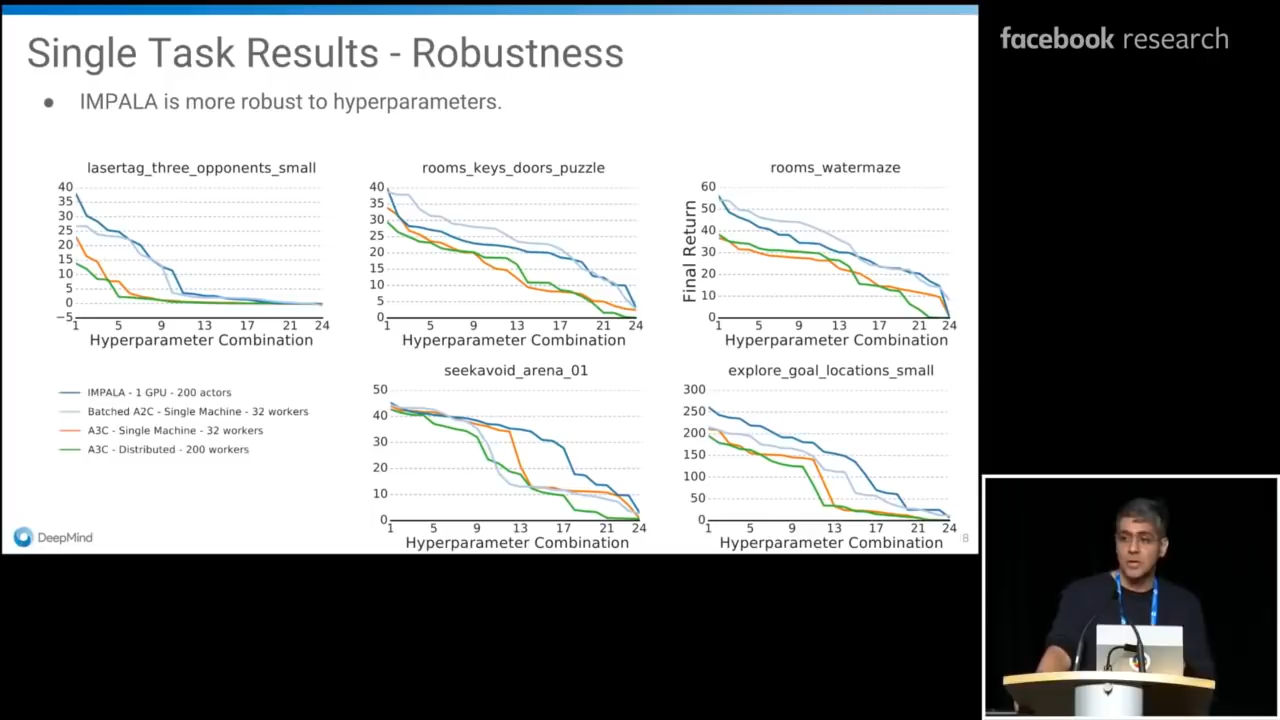 Single Task Results - Robustness
facebook research
● IMPALA is more robust to hyperparameters.
lasertag_three_opponents_small
40
35
30
25
20
15
10
5
0
−5
1 5 9 13 17 21 24
Hyperparameter Combination
rooms_keys_doors_puzzle
40
35
30
25
20
15
10
5
0
1 5 9 13 17 21 24
Hyperparameter Combination
rooms_watermaze
Final Return
60
50
40
30
20
10
0
1 5 9 13 17 21 24
Hyperparameter Combination
IMPALA - 1 GPU - 200 actors
Batched A2C - Single Machine - 32 workers
A3C - Single Machine - 32 workers
A3C - Distributed - 200 workers
seekavoid_arena_01
50
40
30
20
10
0
1 5 9 13 17 21 24
Hyperparameter Combination
explore_goal_locations_small
300
250
200
150
100
50
0
1 5 9 13 17 21 24
Hyperparameter Combination
DeepMind
8